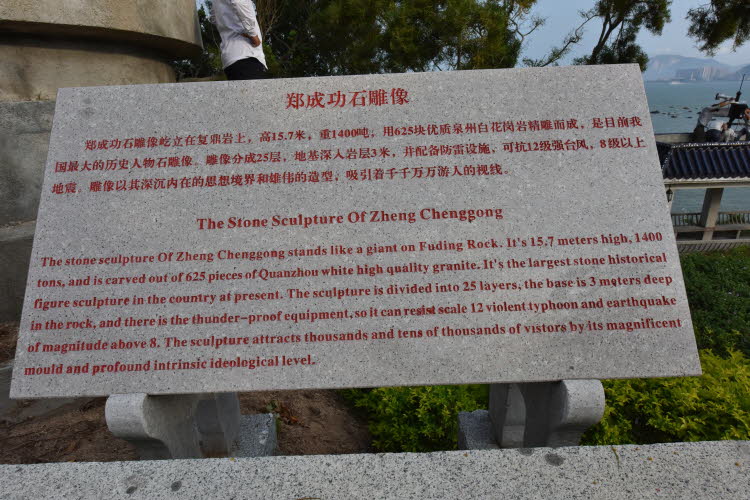 郑成功石雕像
郑成功石雕像屹立在复鼎岩上，高15.7米，重1400吨，用625块优质泉州白花岗岩精雕而成，是目前我
国最大的历史人物石雕像。雕像分成25层，地基深入岩层3米，并配备防雷设施，可抗12级强台风，8级以上
地震。雕像以其深沉内在的思想境界和雄伟的造型，吸引着千千万万游人的视线。
The Stone Sculpture Of Zheng Chenggong
The stone sculpture Of Zheng Chenggong stands like a giant on Fuding Rock. It's 15.7 meters high, 1400
tons, and is carved out of 625 pieces of Quanzhou white high quality granite. It's the largest stone historical
figure sculpture in the country at present. The sculpture is divided into 25 layers, the base is 3 meters deep
in the rock, and there is the thunder-proof equipment, so it can resist scale 12 violent typhoon and earthquake
of magnitude above 8. The sculpture attracts thousands and tens of thousands of vistors by its magnificent
mould and profound intrinsic ideological level.